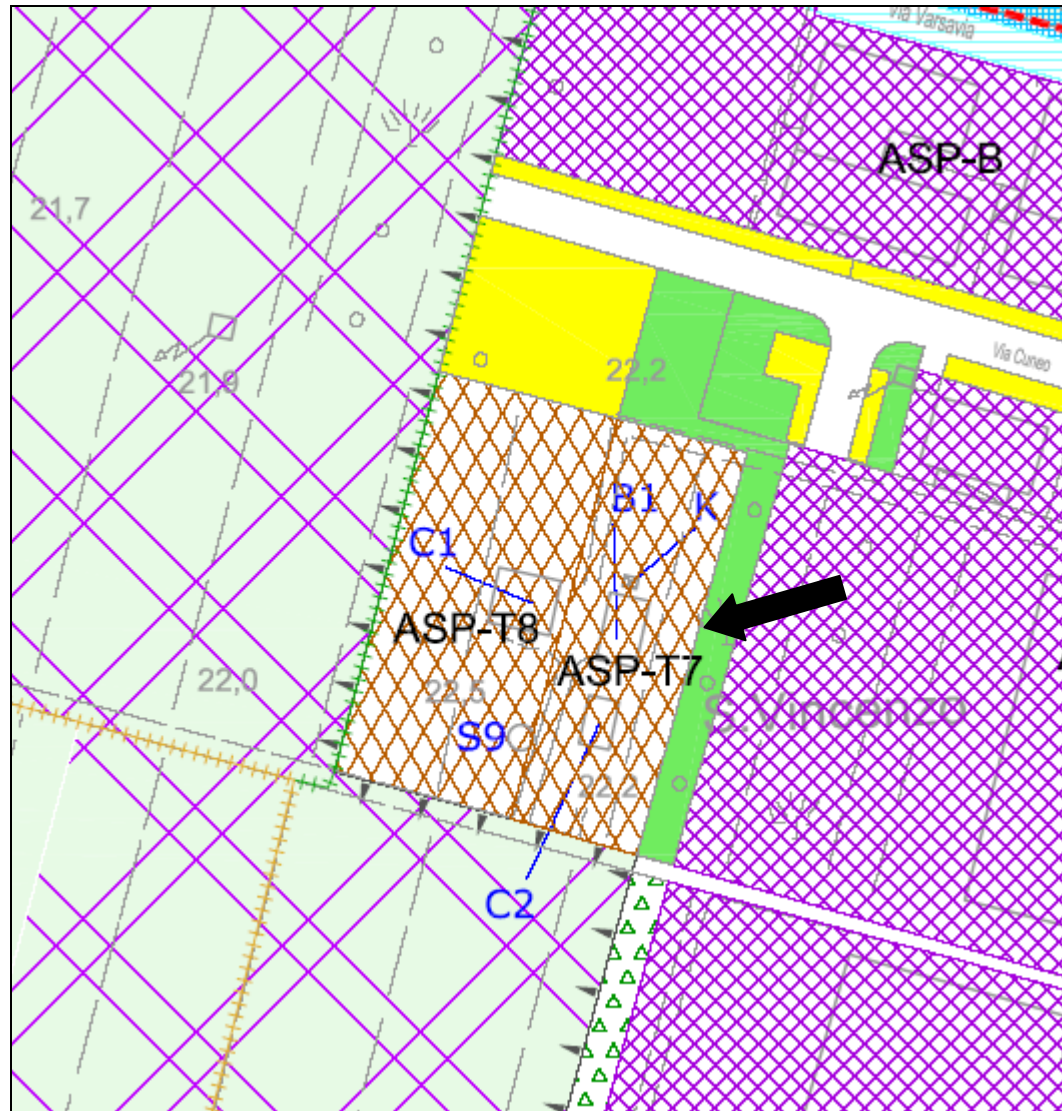 Via Varsavia
ASP-B
21,7
Via Cuneo
21,9
22,2
B1
K
C1
ASP-T8
ASP-T7
22,0
22,5
S. Vincenzo
S9
22,2
C2